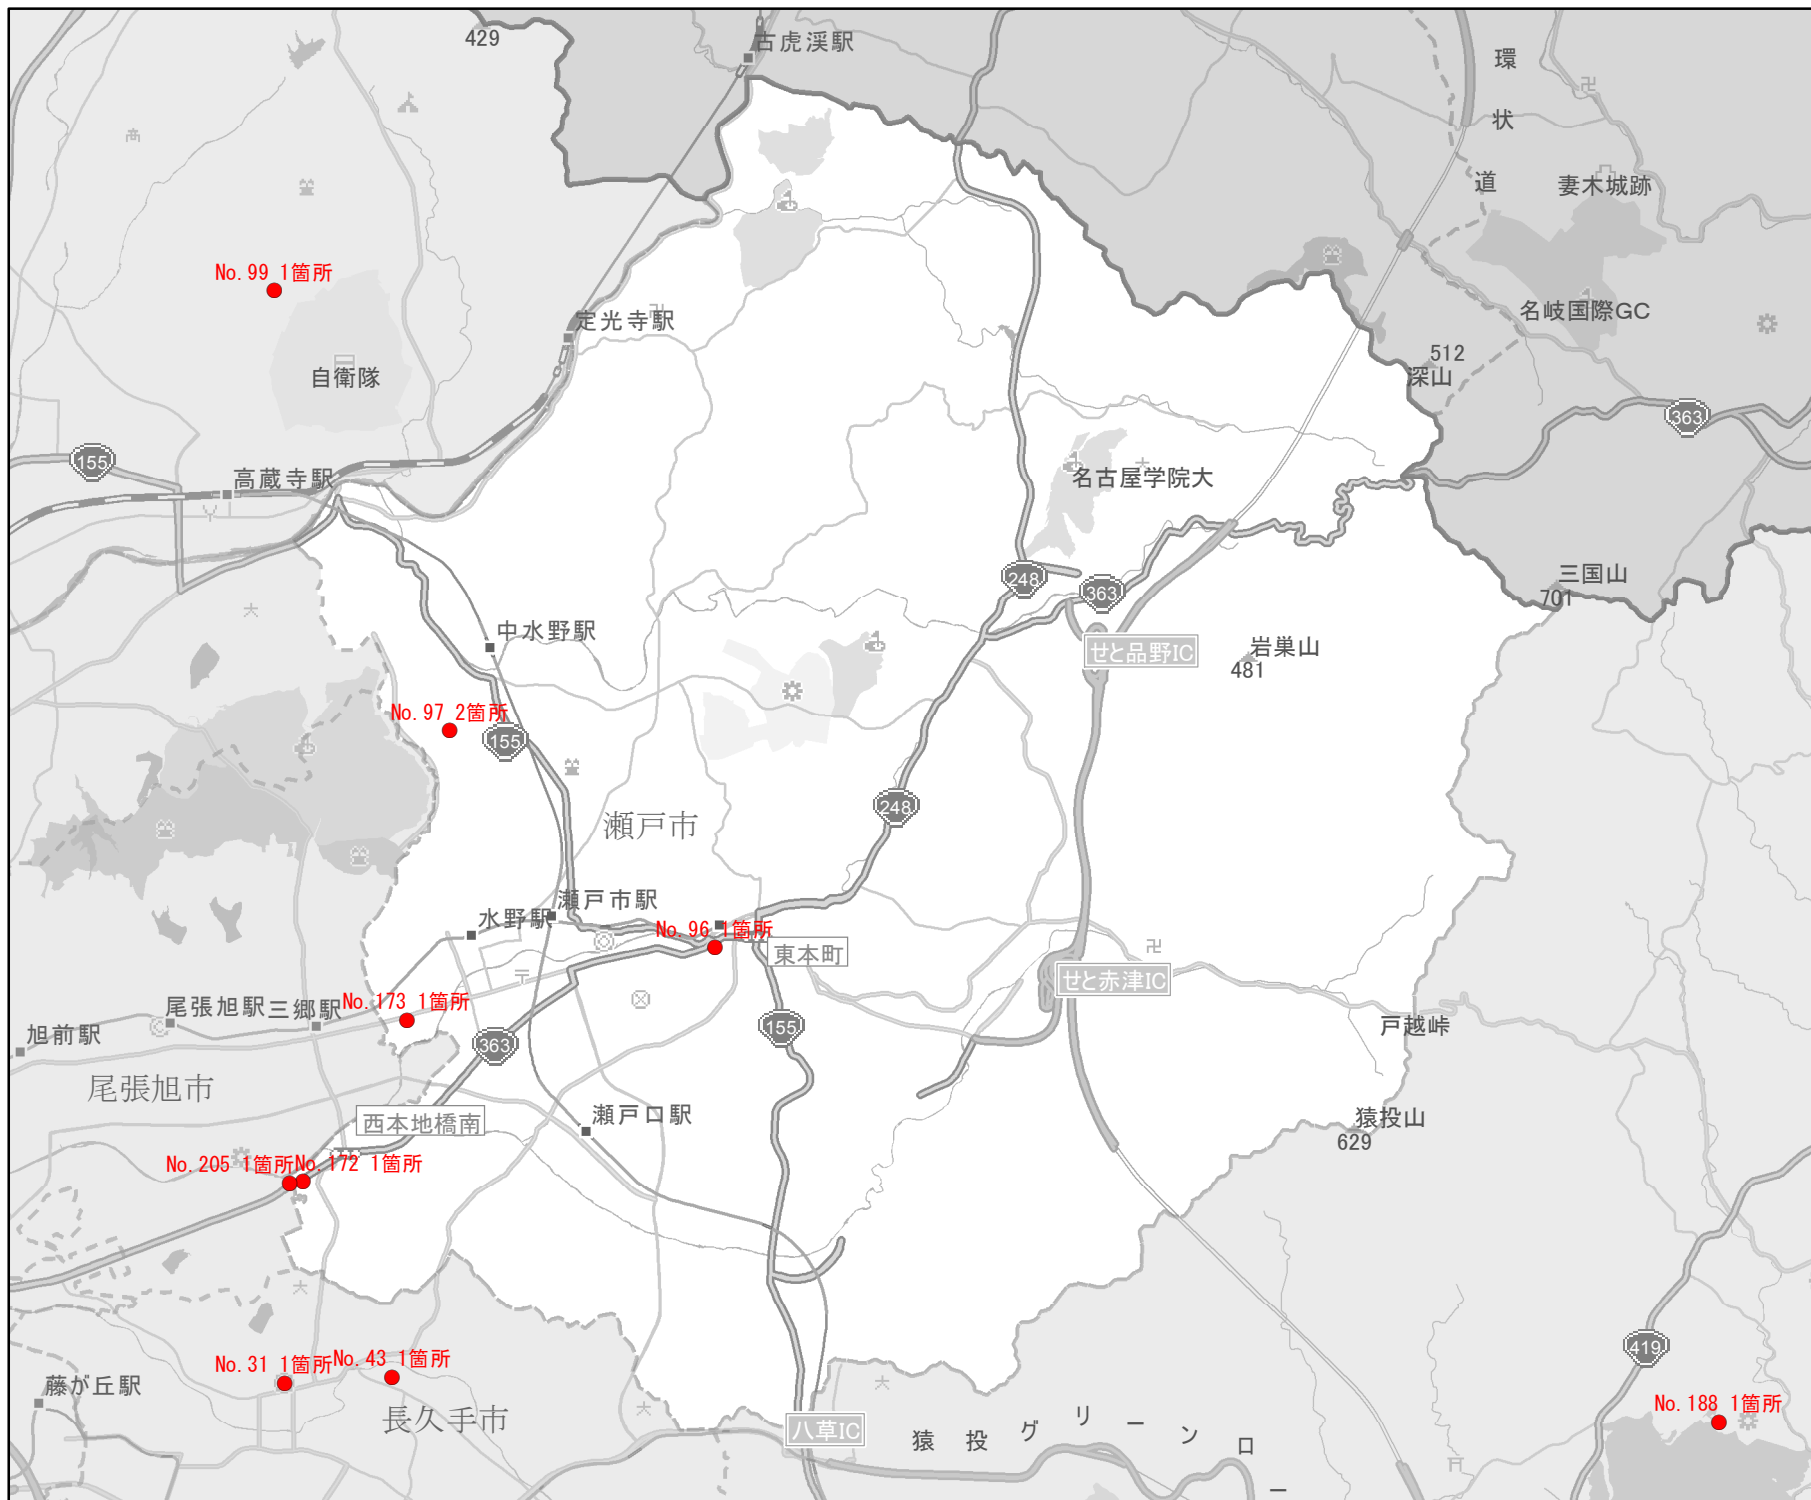 429
古虎渓駅
環
状
道
妻木城跡
No.99 1箇所
定光寺駅
名岐国際GC
自衛隊
512
深山
363
155
高蔵寺駅
名古屋学院大
248
363
三国山
701
中水野駅
せと品野IC
岩巣山
481
No.97 2箇所
155
248
瀬戸市
瀬戸市駅
水野駅
No.96 1箇所
東本町
せと赤津IC
No.173 1箇所
尾張旭駅
三郷駅
旭前駅
155
戸越峠
363
尾張旭市
西本地橋南
瀬戸口駅
猿投山
629
No.205 1箇所
No.172 1箇所
419
No.31 1箇所
No.43 1箇所
藤が丘駅
長久手市
No.188 1箇所
八草IC
猿投グリーンロー